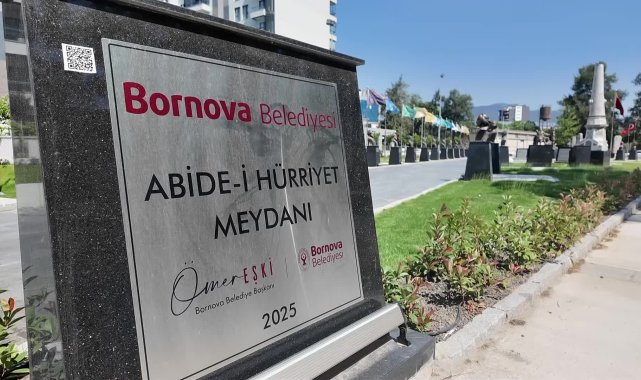 Bornova Belediyesi
ABİDE-İ HÜRRİYET
MEYDANI
Ömer EŞKİ
Bornova Belediye Başkanı
Bornova
Belediyesi
2025